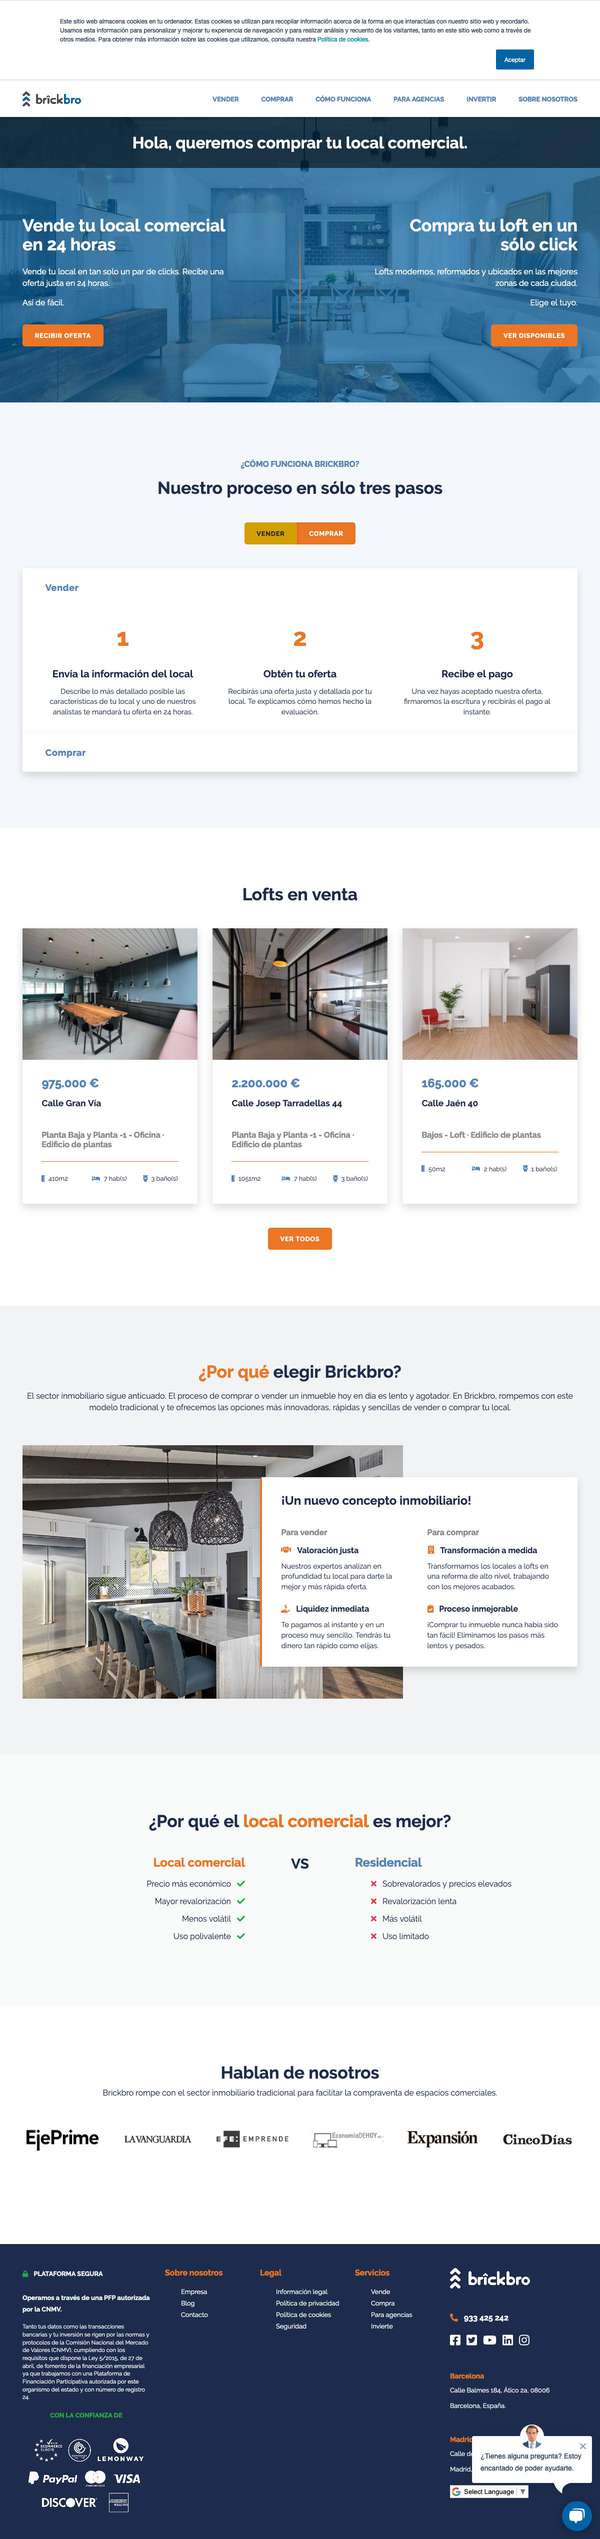 Este sitio web almacena cookies en tu ordenador. Estas cookies se utilizan para recopilar información acerca de la forma en que interactúas con nuestro sitio web y recordarlo.
Usamos esta información para personalizar y mejorar tu experiencia de navegación y para realizar análisis y recuento de los visitantes, tanto en este sitio web como a través de
otros medios. Para obtener más información sobre las cookies que utilizamos, consulta nuestra Política de cookies.
Aceptar
brickbro
VENDER COMPRAR CÓMO FUNCIONA PARA AGENCIAS INVERTIR SOBRE NOSOTROS
Hola, queremos comprar tu local comercial.
Vende tu local comercial
en 24 horas
Vende tu local en tan solo un par de clicks. Recibe una
oferta justa en 24 horas.
Así de fácil.
RECIBIR OFERTA
Compra tu loft en un
sólo click
Lofts modernos, reformados y ubicados en las mejores
zonas de cada ciudad.
Elige el tuyo.
VER DISPONIBLES
¿CÓMO FUNCIONA BRICKBRO?
Nuestro proceso en sólo tres pasos
VENDER COMPRAR
Vender
1
Envía la información del local
Describe lo más detallado posible las
características de tu local y uno de nuestros
analistas te mandará tu oferta en 24 horas.
2
Obtén tu oferta
Recibirás una oferta justa y detallada por tu
local. Te explicamos cómo hemos hecho la
evaluación.
3
Recibe el pago
Una vez hayas aceptado nuestra oferta,
firmaremos la escritura y recibirás el pago al
instante.
Comprar
Lofts en venta
975.000 €
Calle Gran Vía
Planta Baja y Planta -1 - Oficina ·
Edificio de plantas
410m2 7 hab(s) 3 baño(s)
2.200.000 €
Calle Josep Tarradellas 44
Planta Baja y Planta -1 - Oficina ·
Edificio de plantas
1051m2 7 hab(s) 3 baño(s)
165.000 €
Calle Jaén 40
Bajos - Loft · Edificio de plantas
50m2 2 hab(s) 1 baño(s)
VER TODOS
¿Por qué elegir Brickbro?
El sector inmobiliario sigue anticuado. El proceso de comprar o vender un inmueble hoy en día es lento y agotador. En Brickbro, rompemos con este
modelo tradicional y te ofrecemos las opciones más innovadoras, rápidas y sencillas de vender o comprar tu local.
¡Un nuevo concepto inmobiliario!
Para vender
Valoración justa
Nuestros expertos analizan en
profundidad tu local para darte la
mejor y más rápida oferta.
Liquidez inmediata
Te pagamos al instante y en un
proceso muy sencillo. Tendrás tu
dinero tan rápido como elijas.
Para comprar
Transformación a medida
Transformamos los locales a lofts en
una reforma de alto nivel, trabajando
con los mejores acabados.
Proceso inmejorable
¡Comprar tu inmueble nunca había sido
tan fácil! Eliminamos los pasos más
lentos y pesados.
¿Por qué el local comercial es mejor?
Local comercial VS Residencial
Precio más económico Sobrevalorados y precios elevados
Mayor revalorización Revalorización lenta
Menos volátil Más volátil
Uso polivalente Uso limitado
Hablan de nosotros
Brickbro rompe con el sector inmobiliario tradicional para facilitar la compraventa de espacios comerciales.
EjePrime LA VANGUARDIA EFE: EMPRENDE EconomíaDEHOY.es Expansión CincoDías
PLATAFORMA SEGURA
Operamos a través de una PFP autorizada
por la CNMV.
Tanto tus datos como las transacciones
bancarias y tu inversión se rigen por las normas y
protocolos de la Comisión Nacional del Mercado
de Valores (CNMV), cumpliendo con los
requisitos que dispone la Ley 5/2015, de 27 de
abril, de fomento de la financiación empresarial
ya que trabajamos con una Plataforma de
Financiación Participativa autorizada por este
organismo del estado y con número de registro
24.
CON LA CONFIANZA DE
LEMONWAY
PayPal VISA
DISCOVER
Sobre nosotros
Empresa
Blog
Contacto
Legal
Información legal
Política de privacidad
Política de cookies
Seguridad
Servicios
Vende
Compra
Para agencias
Invierte
brickbro
933 425 242
Barcelona
Calle Balmes 184, Ático 2a, 08006
Barcelona, España.
Madrid
Calle de
Madrid,
¿Tienes alguna pregunta? Estoy
encantado de poder ayudarte.
Select Language